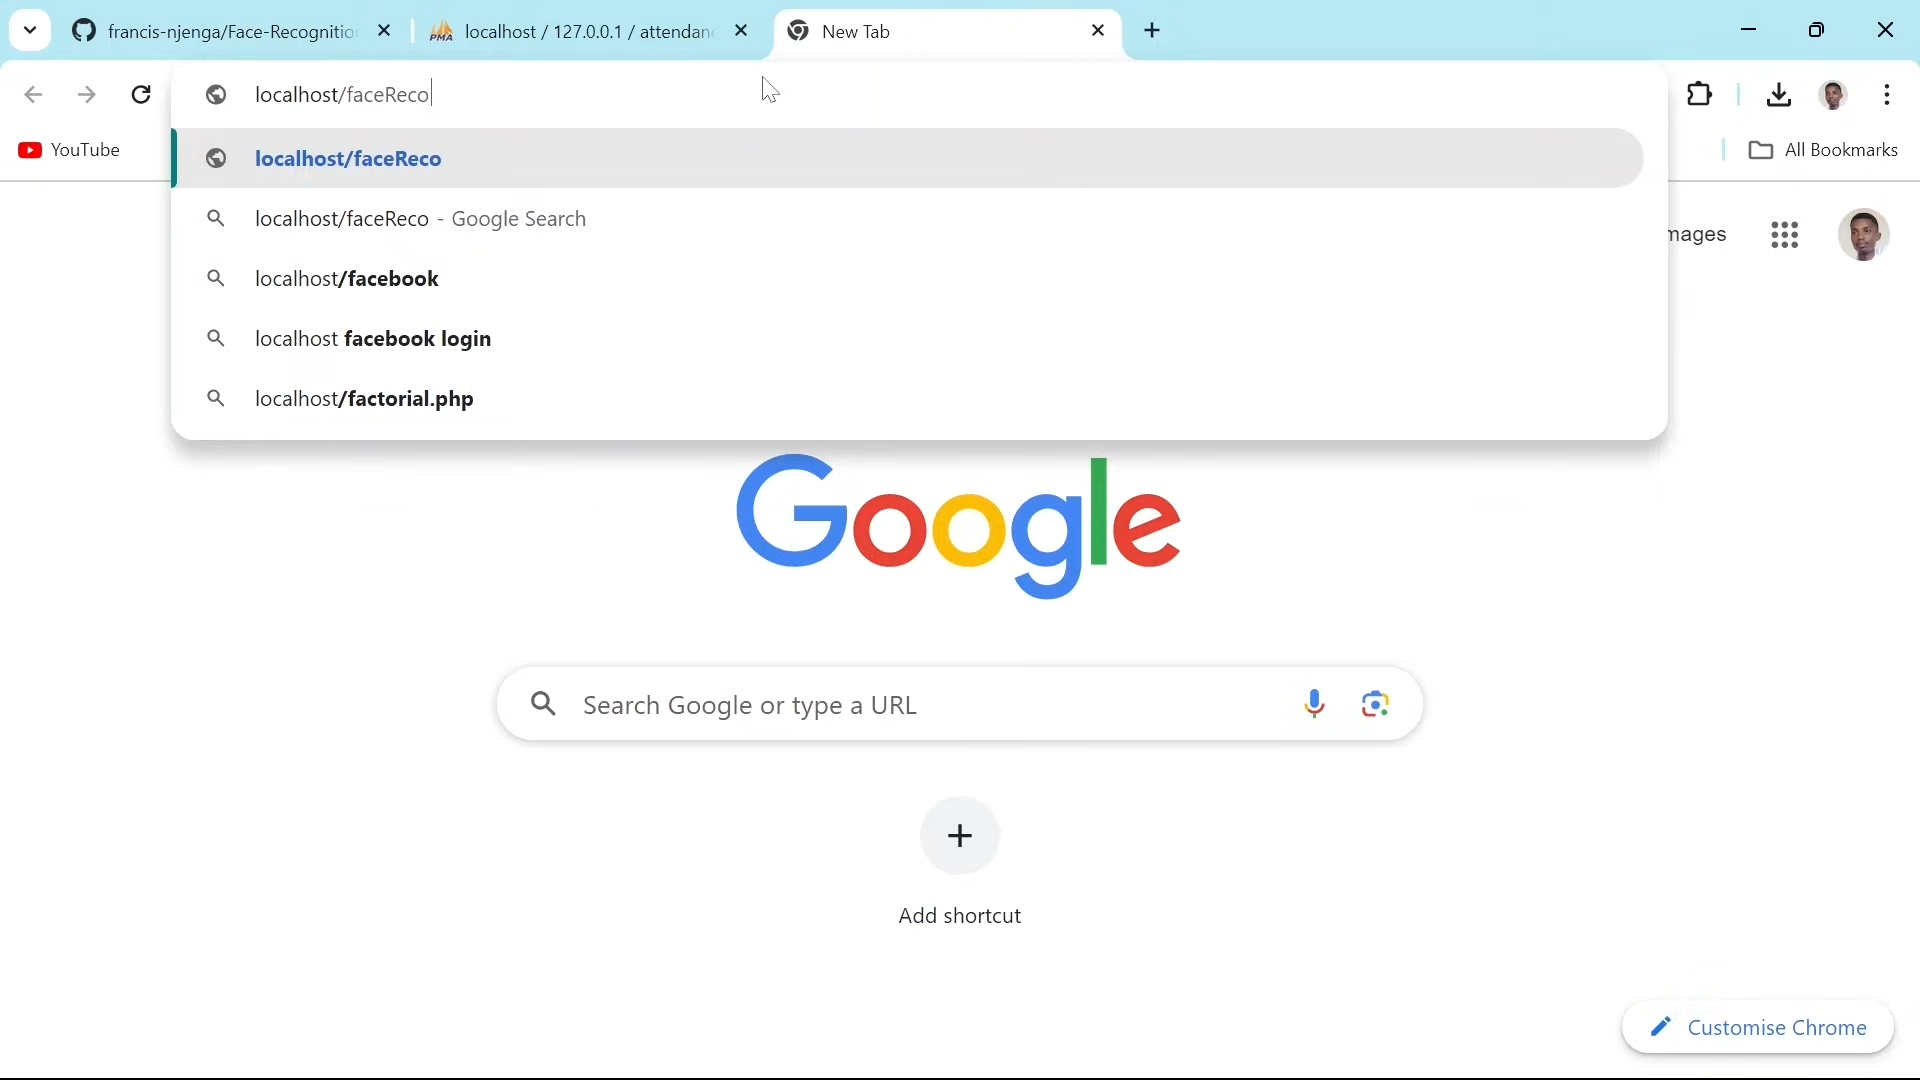 francis-njenga/Face-Recognition
localhost / 127.0.0.1 / attendan
New Tab
localhost/faceReco
YouTube
All Bookmarks
localhost/faceReco
localhost/faceReco - Google Search
localhost/facebook
localhost facebook login
localhost/factorial.php
mages
Google
Search Google or type a URL
Add shortcut
Customise Chrome